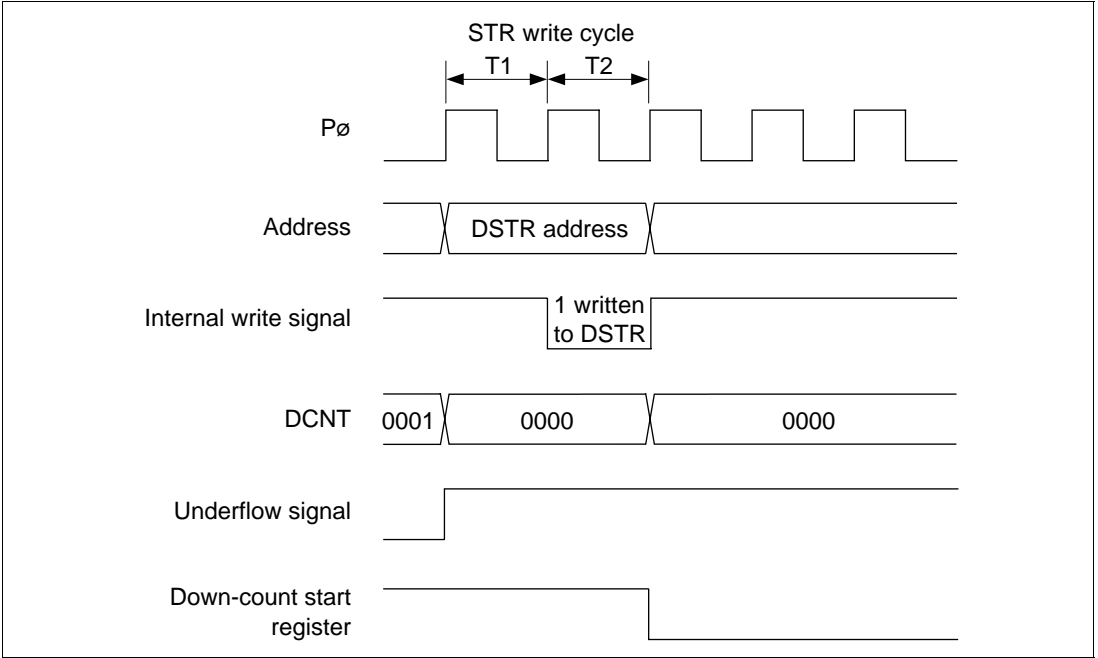 STR write cycle
T1 T2
Pø
Address DSTR address
Internal write signal 1 written
to DSTR
DCNT 0001 0000 0000
Underflow signal
Down-count start
register